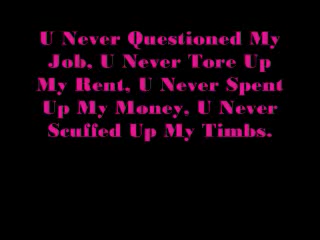 U Never Questioned My
Job, U Never Tore Up
My Rent, U Never Spent
Up My Money, U Never
Scuffed Up My Timbs.